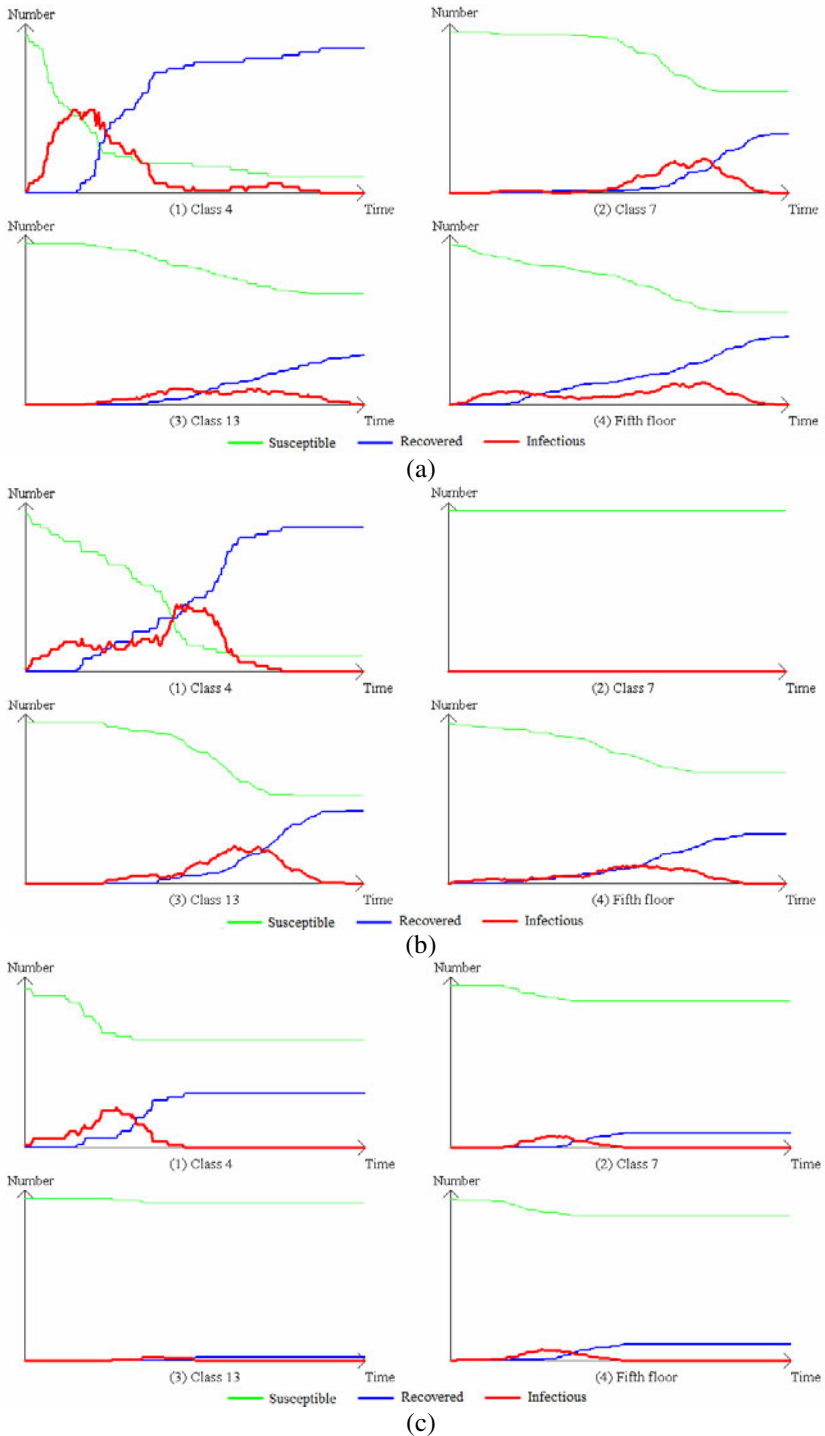 Number
Number
(1) Class 4
Time
(2) Class 7
Time
Number
Number
(3) Class 13
Time
(4) Fifth floor
Time
Susceptible
Recovered
Infectious
(a)
Number
Number
(1) Class 4
Time
(2) Class 7
Time
Number
Number
(3) Class 13
Time
(4) Fifth floor
Time
Susceptible
Recovered
Infectious
(b)
Number
Number
(1) Class 4
Time
(2) Class 7
Time
Number
Number
(3) Class 13
Time
(4) Fifth floor
Time
Susceptible
Recovered
Infectious
(c)